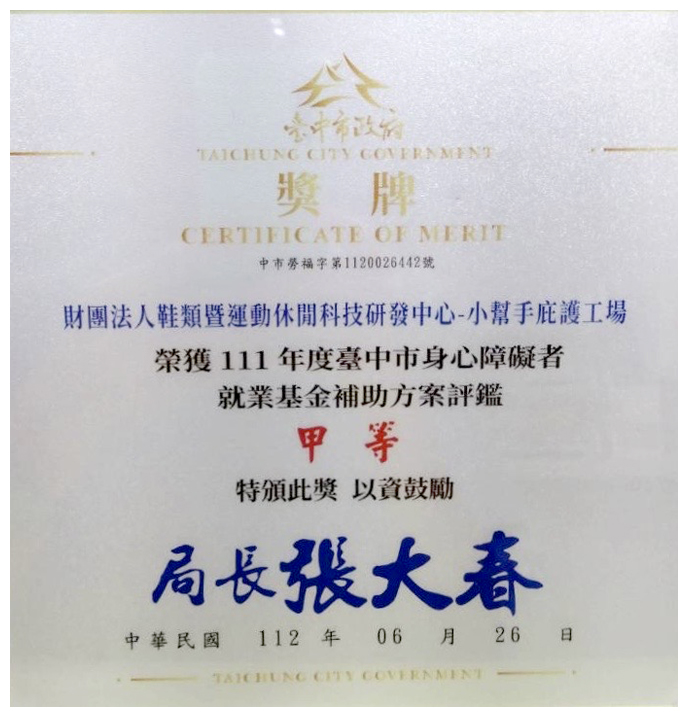 臺中市政府
TAICHUNG CITY GOVERNMENT
獎牌
CERTIFICATE OF MERIT
中市勞福字第1120026442號
財團法人鞋類暨運動休閒科技研發中心-小幫手庇護工場
榮獲 111 年度臺中市身心障礙者
就業基金補助方案評鑑
甲等
特頒此獎 以資鼓勵
局長張大春
中華民國 112 年 06 月 26 日
TAICHUNG CITY GOVERNMENT